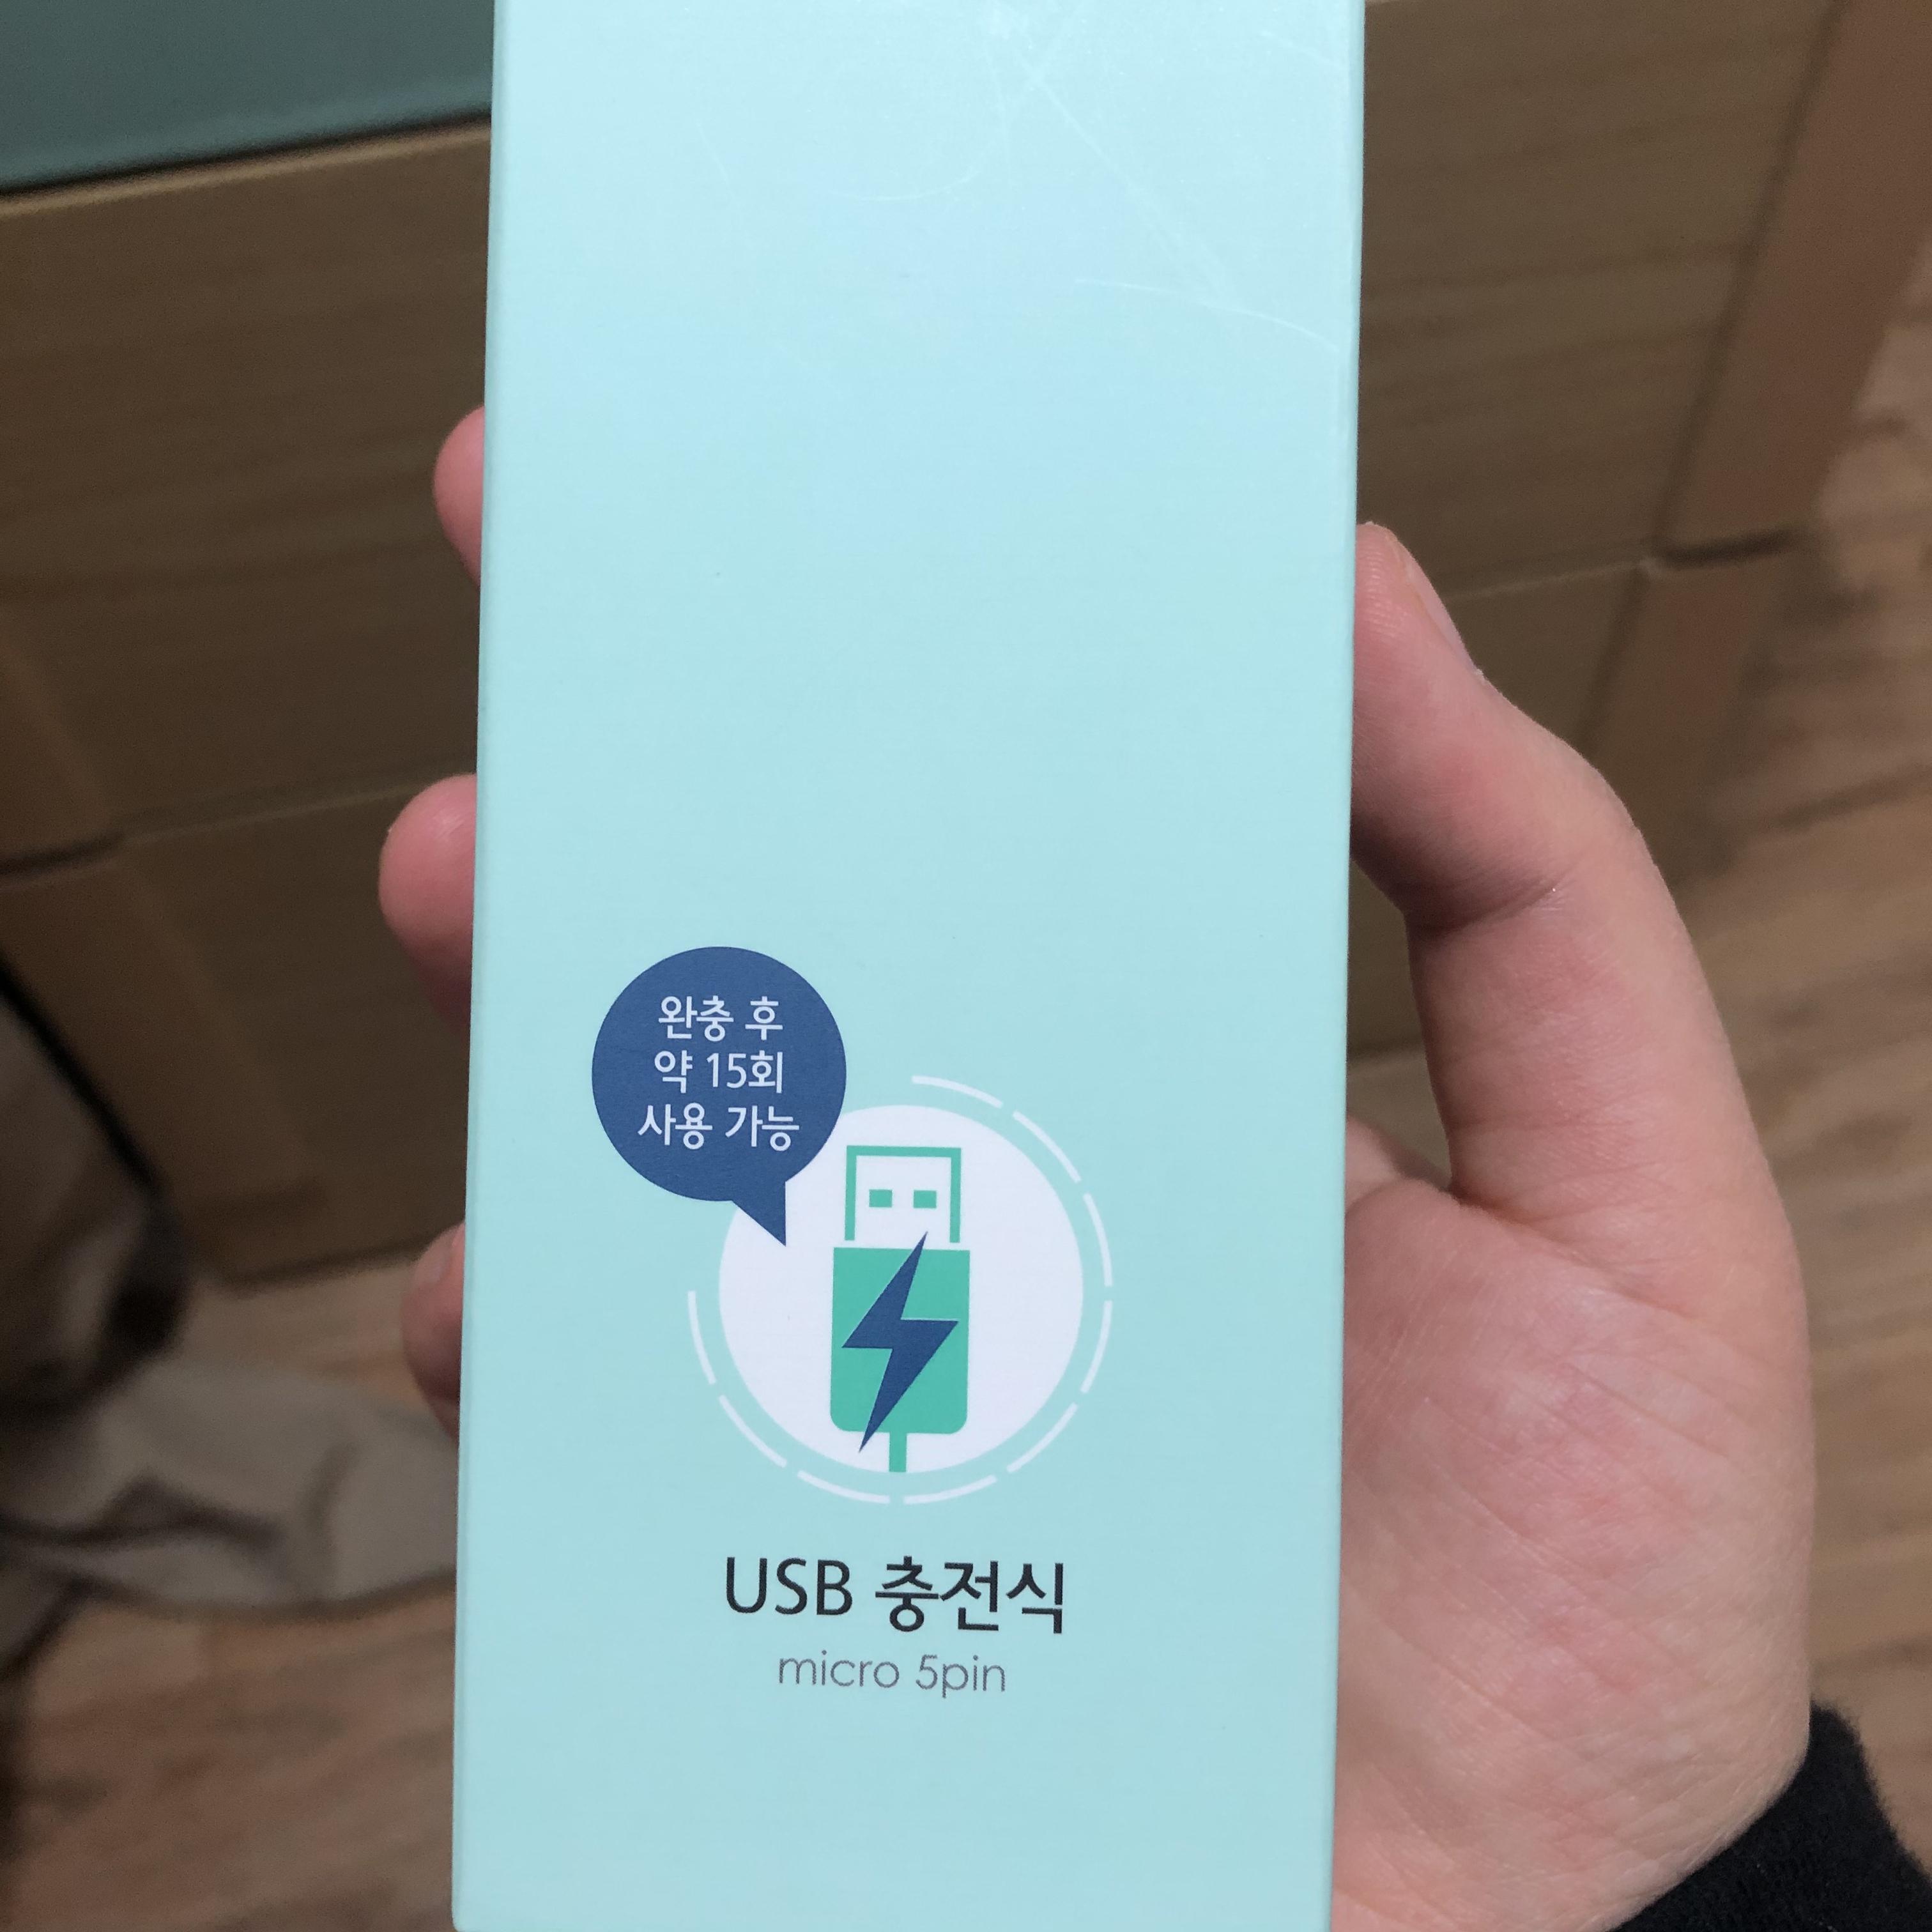 완충 후
약 15회
사용 가능
USB 충전식
micro 5pin